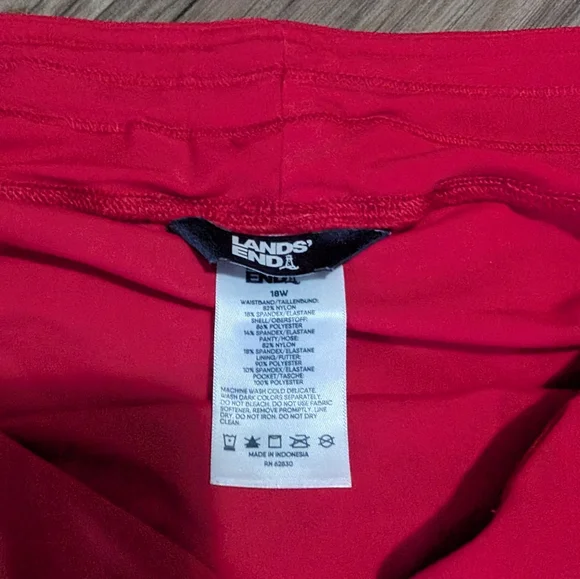 LANDS'
END
END
18W
WAISTBAND/TAILLENBUND:
82% NYLON
18% SPANDEX/ELASTANE
SHELL/OBERSTOFF:
86% POLYESTER
14% SPANDEX/ELASTANE
PANTY/HOSE:
82% NYLON
18% SPANDEX/ELASTANE
LINING/FUTTER:
90% POLYESTER
10% SPANDEX/ELASTANE
POCKET/TASCHE:
100% POLYESTER
MACHINE WASH COLD DELICATE.
WASH DARK COLORS SEPARATELY.
DO NOT BLEACH. DO NOT USE FABRIC
SOFTENER. REMOVE PROMPTLY. LINE
DRY. DO NOT IRON. DO NOT DRY
CLEAN.
MADE IN INDONESIA
RN 62830